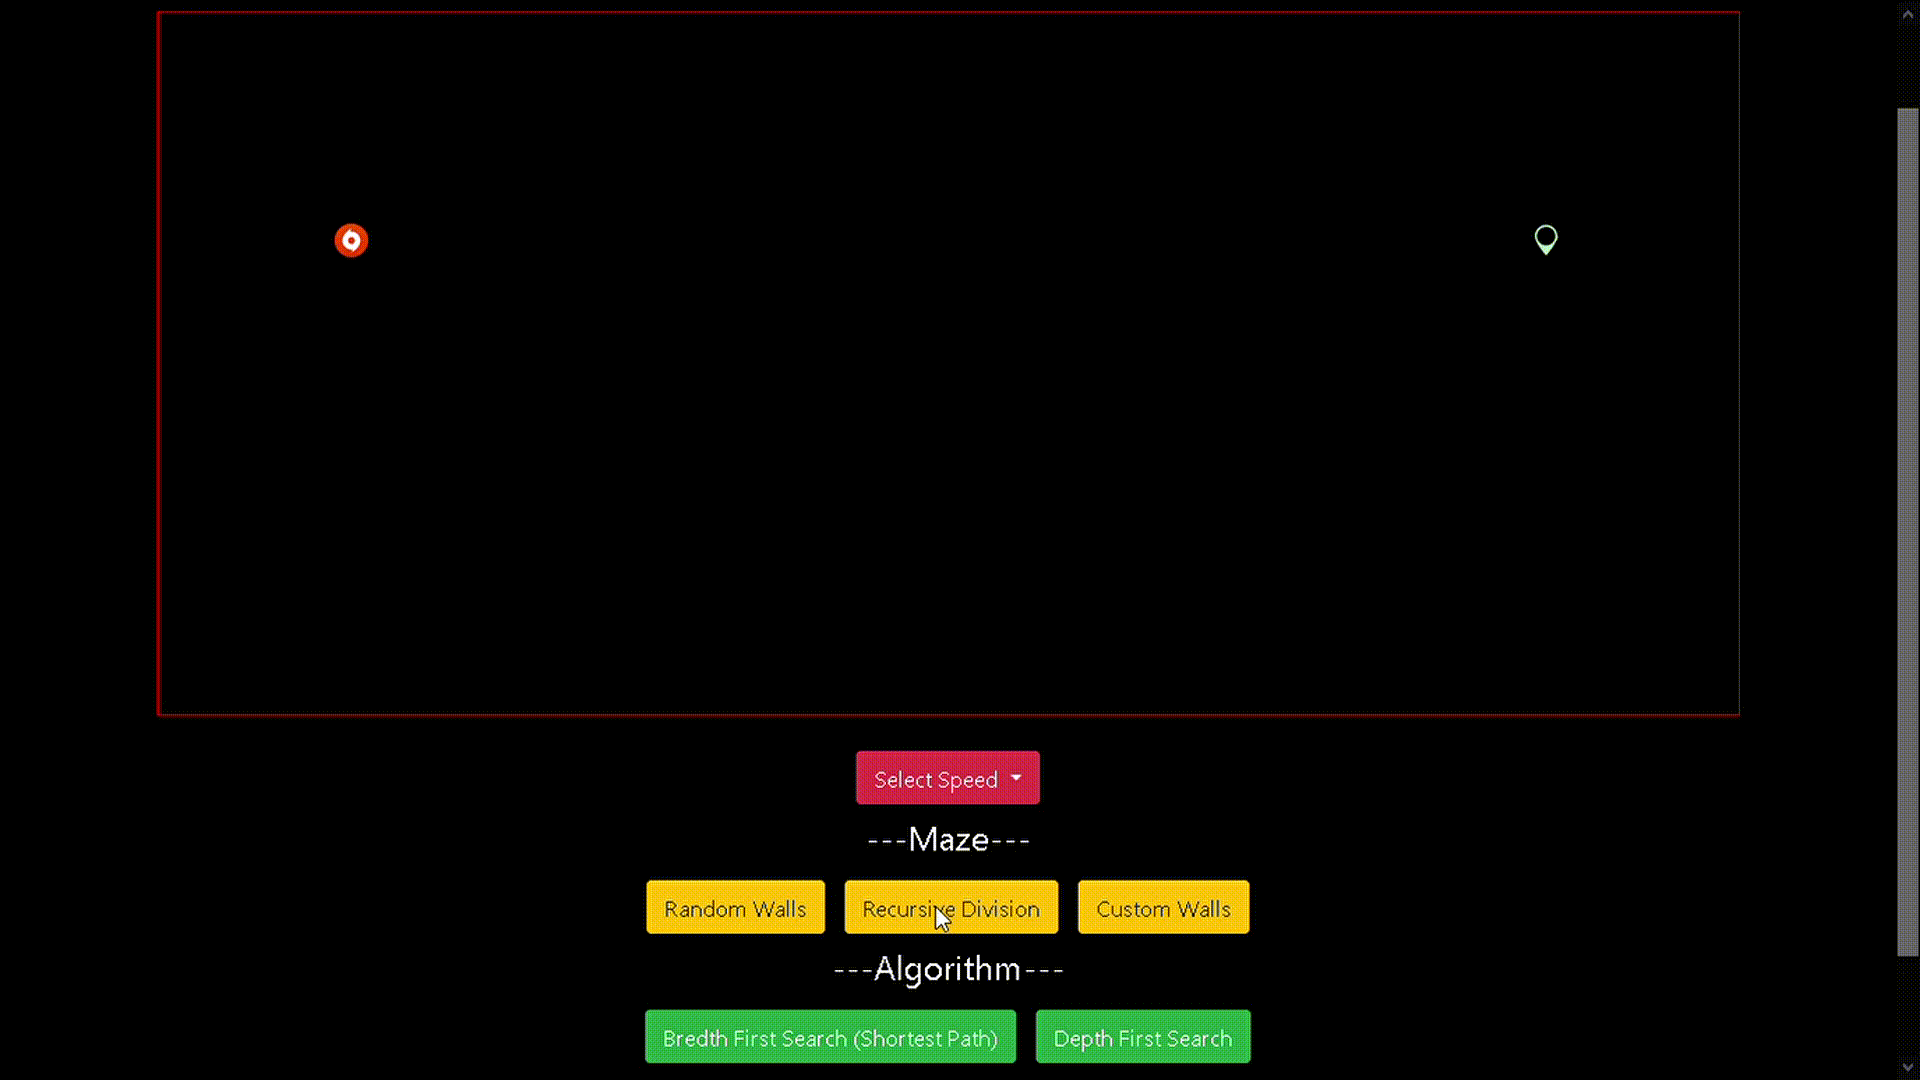 Select Speed
---Maze---
Random Walls Recursive Division Custom Walls
---Algorithm---
Bredth First Search (Shortest Path) Depth First Search